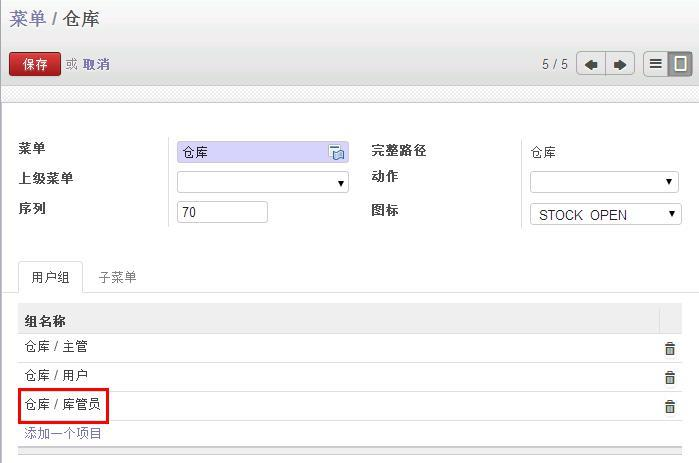 菜单 / 仓库
保存 或 取消 5 / 5
菜单 仓库 完整路径 仓库
上级菜单 动作
序列 70 图标 STOCK_OPEN
用户组 子菜单
组名称
仓库 / 主管
仓库 / 用户
仓库 / 库管员
添加一个项目